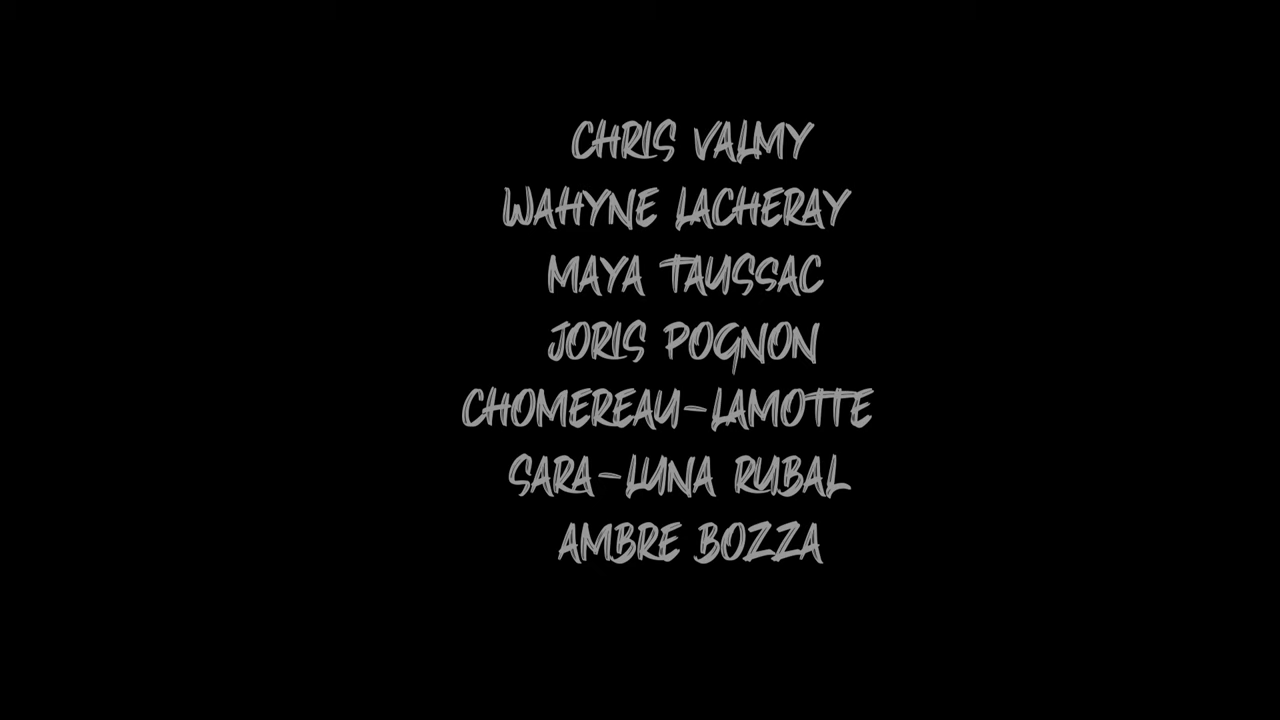 CHRIS VALMY
WAHYNE LACHERAY
MAYA TAUSSAC
JORIS POGNON
CHOMEREAU-LAMOTTE
SARA-LUNA RUBAL
AMBRE BOZZA